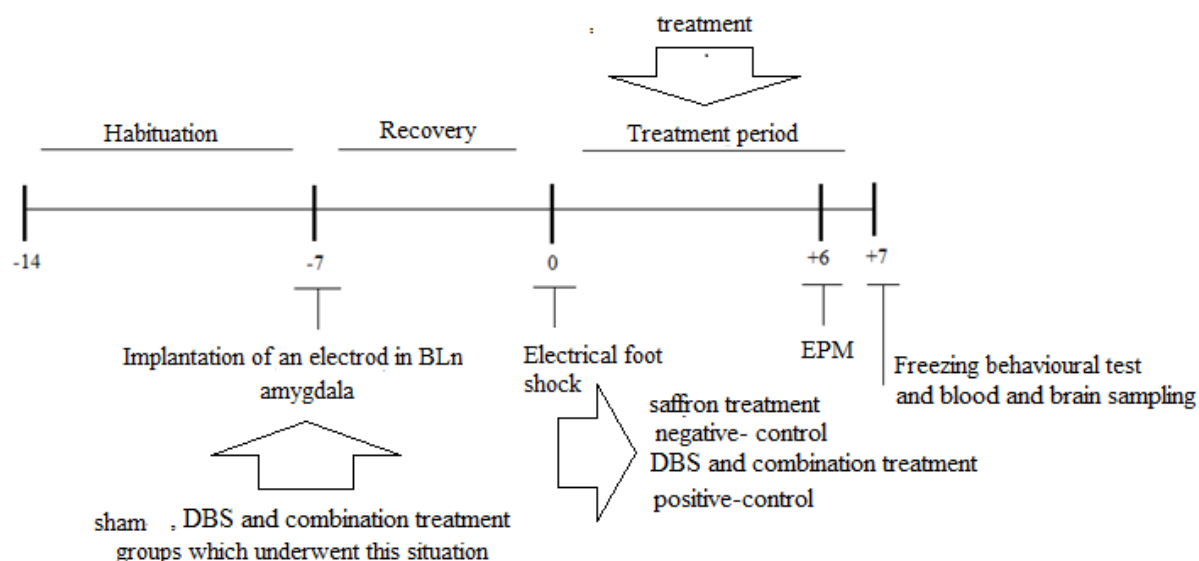 treatment
Habituation
Recovery
Treatment period
-14
-7
0
+6
+7
Implantation of an electrod in BLn
amygdala
Electrical foot
shock
EPM
Freezing behavioural test
and blood and brain sampling
saffron treatment
negative- control
DBS and combination treatment
positive-control
sham , DBS and combination treatment
groups which underwent this situation